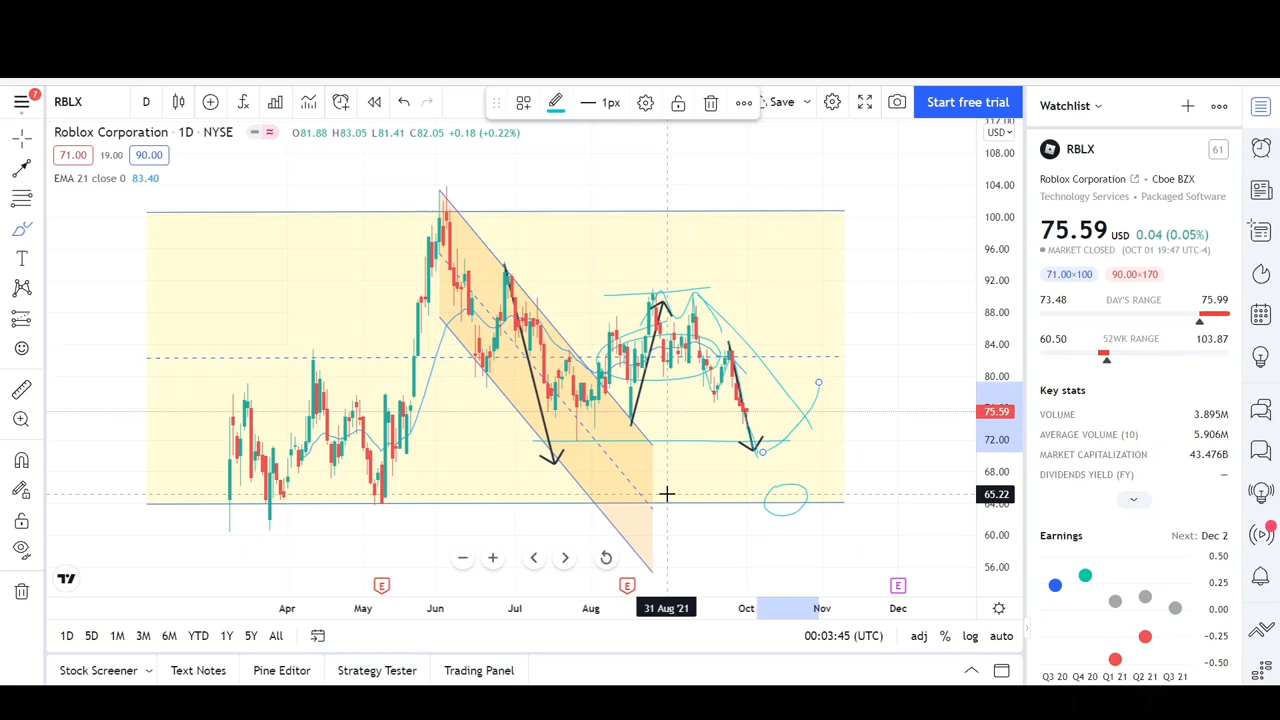 7
RBLX D Save Start free trial Watchlist
Roblox Corporation · 1D · NYSE O81.88 H83.05 L81.41 C82.05 +0.18 (+0.22%)
71.00 19.00 90.00
EMA 21 close 0 83.40
1px
117.00
USD
108.00
104.00
100.00
96.00
92.00
88.00
84.00
80.00
75.59
72.00
68.00
65.22
64.00
60.00
56.00
E E E
Apr May Jun Jul Aug 31 Aug '21 Oct Nov Dec
1D 5D 1M 3M 6M YTD 1Y 5Y All 00:03:45 (UTC) adj % log auto
Stock Screener Text Notes Pine Editor Strategy Tester Trading Panel
RBLX 61
Roblox Corporation Cboe BZX
Technology Services • Packaged Software
75.59 USD 0.04 (0.05%)
MARKET CLOSED (OCT 01 19:47 UTC-4)
71.00×100 90.00×170
73.48 DAY'S RANGE 75.99
60.50 52WK RANGE 103.87
Key stats
VOLUME 3.895M
AVERAGE VOLUME (10) 5.906M
MARKET CAPITALIZATION 43.476B
DIVIDENDS YIELD (FY) —
Earnings Next: Dec 2
0.50
0.25
0.00
−0.25
−0.50
Q3 20 Q4 20 Q1 21 Q2 21 Q3 21